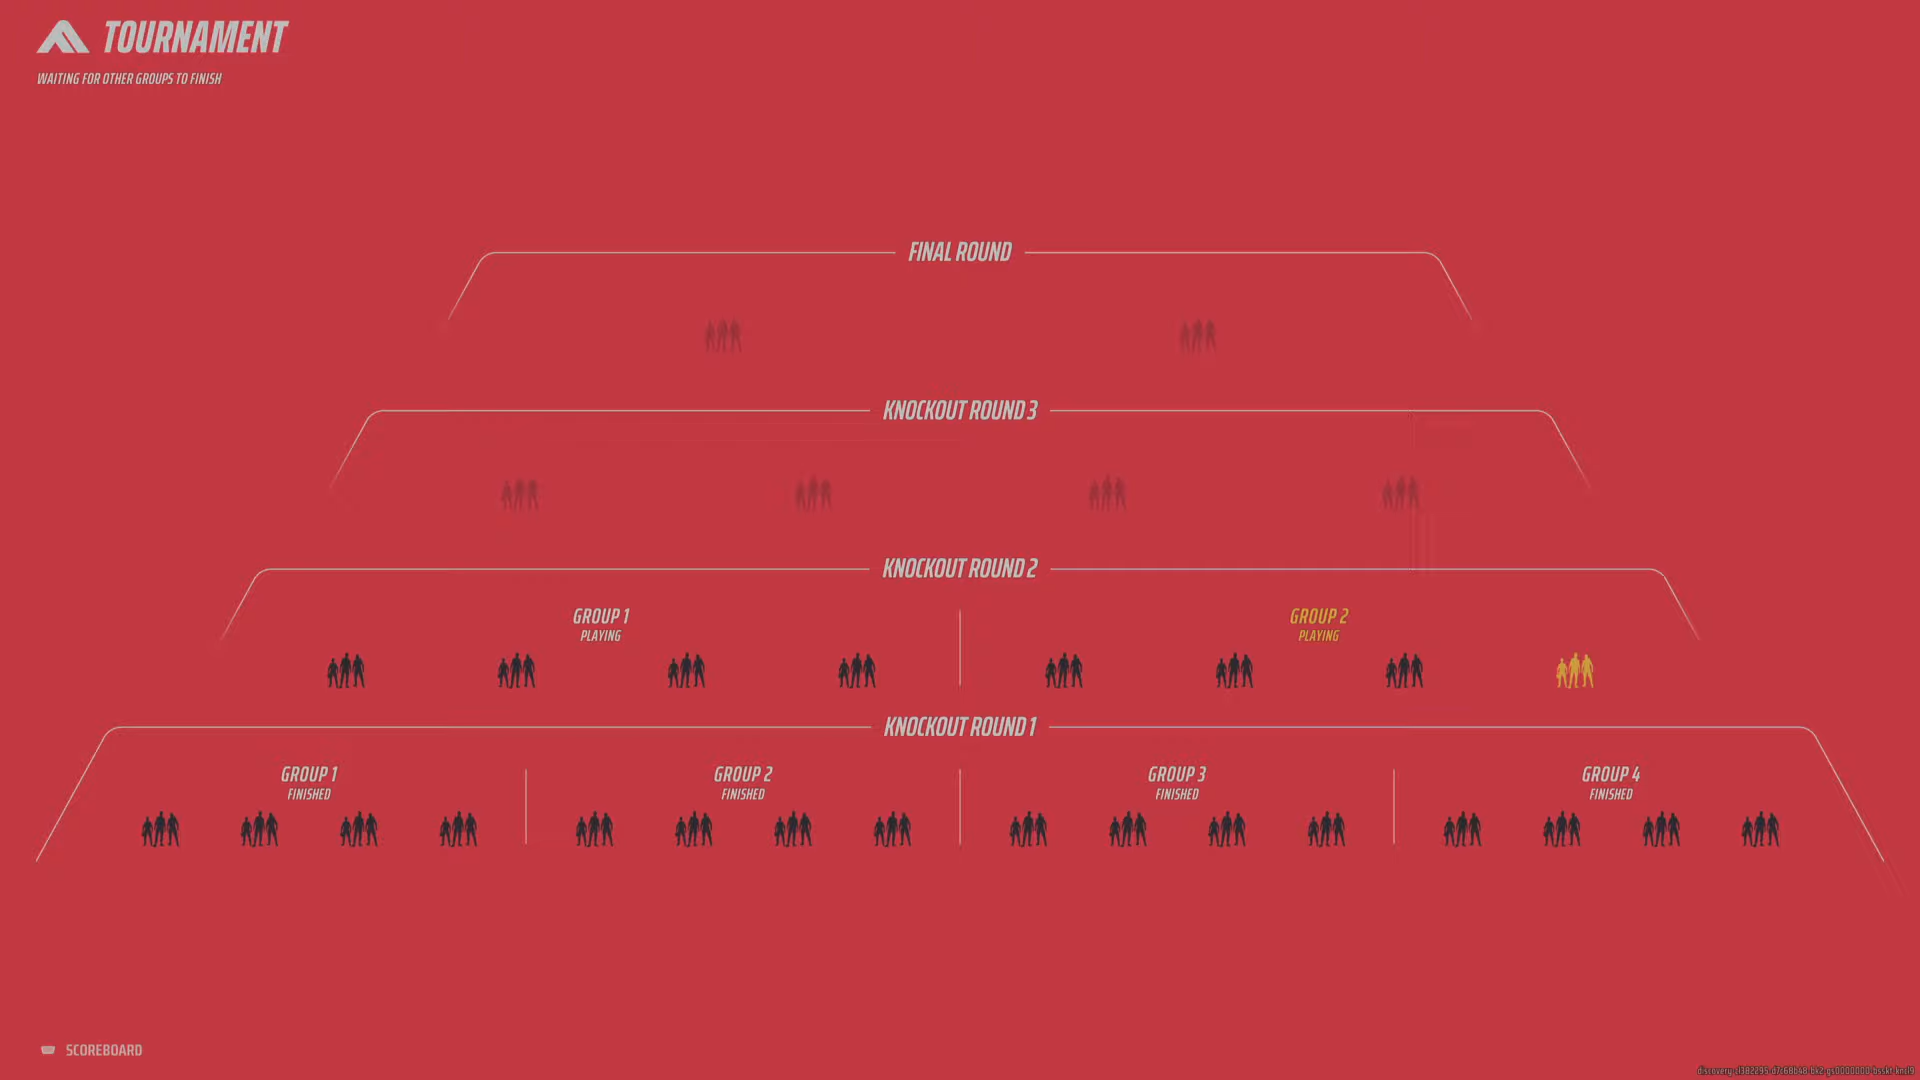 TOURNAMENT
WAITING FOR OTHER GROUPS TO FINISH
FINAL ROUND
KNOCKOUT ROUND 3
KNOCKOUT ROUND 2
GROUP 1
PLAYING
GROUP 2
PLAYING
KNOCKOUT ROUND 1
GROUP 1
FINISHED
GROUP 2
FINISHED
GROUP 3
FINISHED
GROUP 4
FINISHED
SCOREBOARD